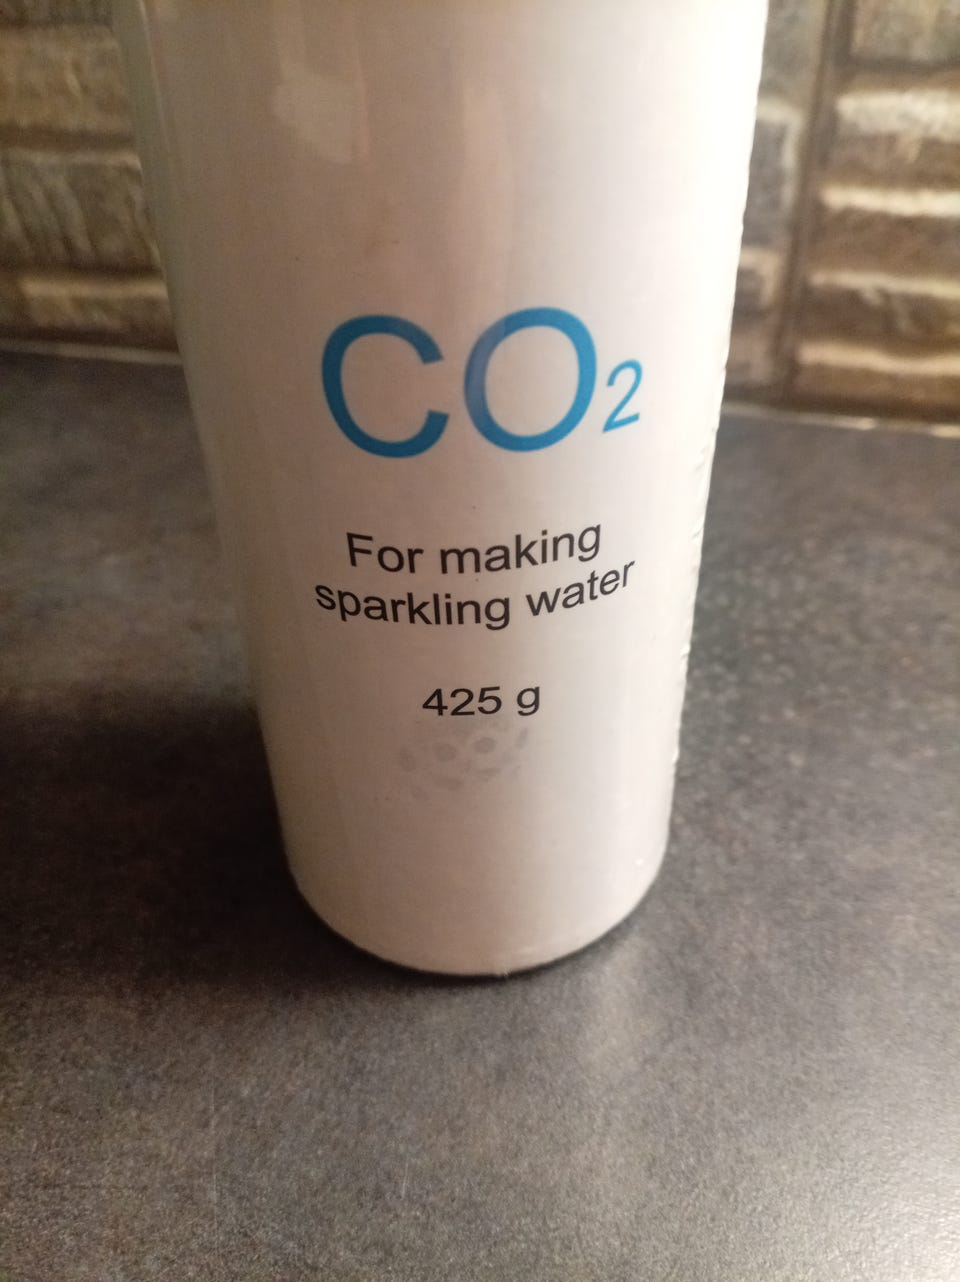 CO₂
For making
sparkling water
425 g